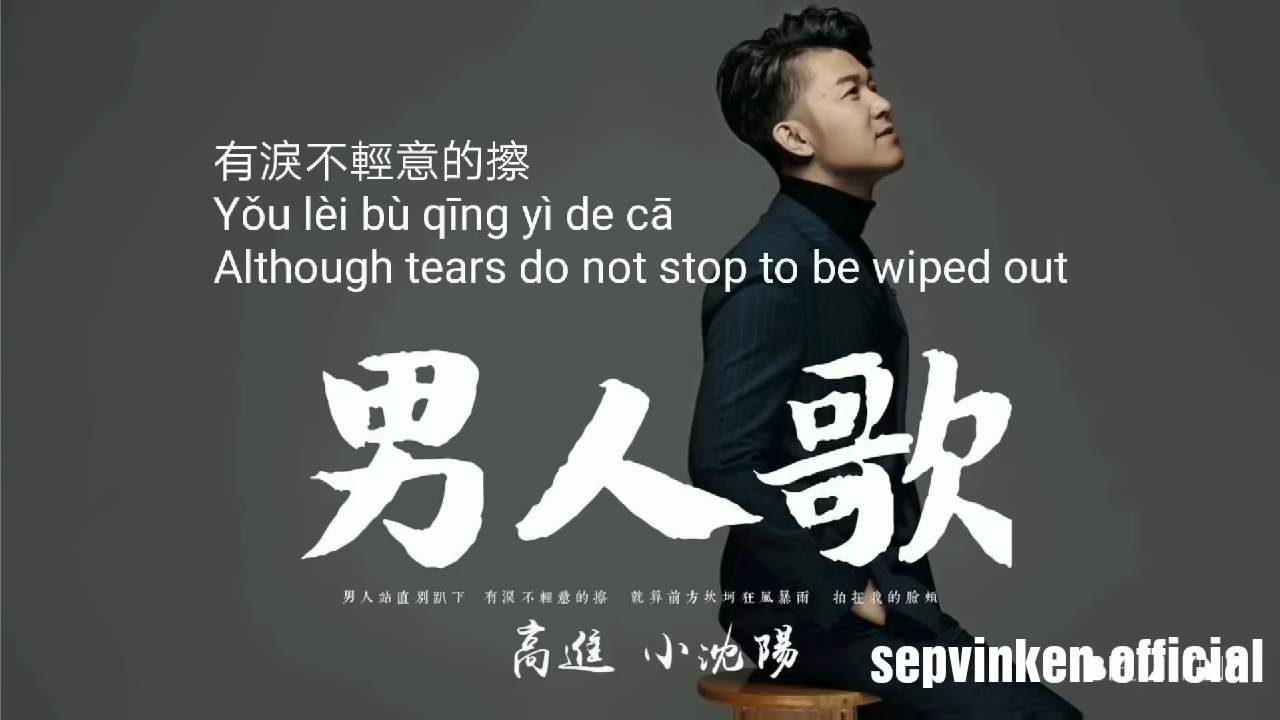 有淚不輕意的擦
Yǒu lèi bù qīng yì de cā
Although tears do not stop to be wiped out
男人歌
男人站直別趴下 有淚不輕意的擦 就算前方坎坷狂風暴雨 拍在我的臉頰
高進 小沈陽
sepvinken official